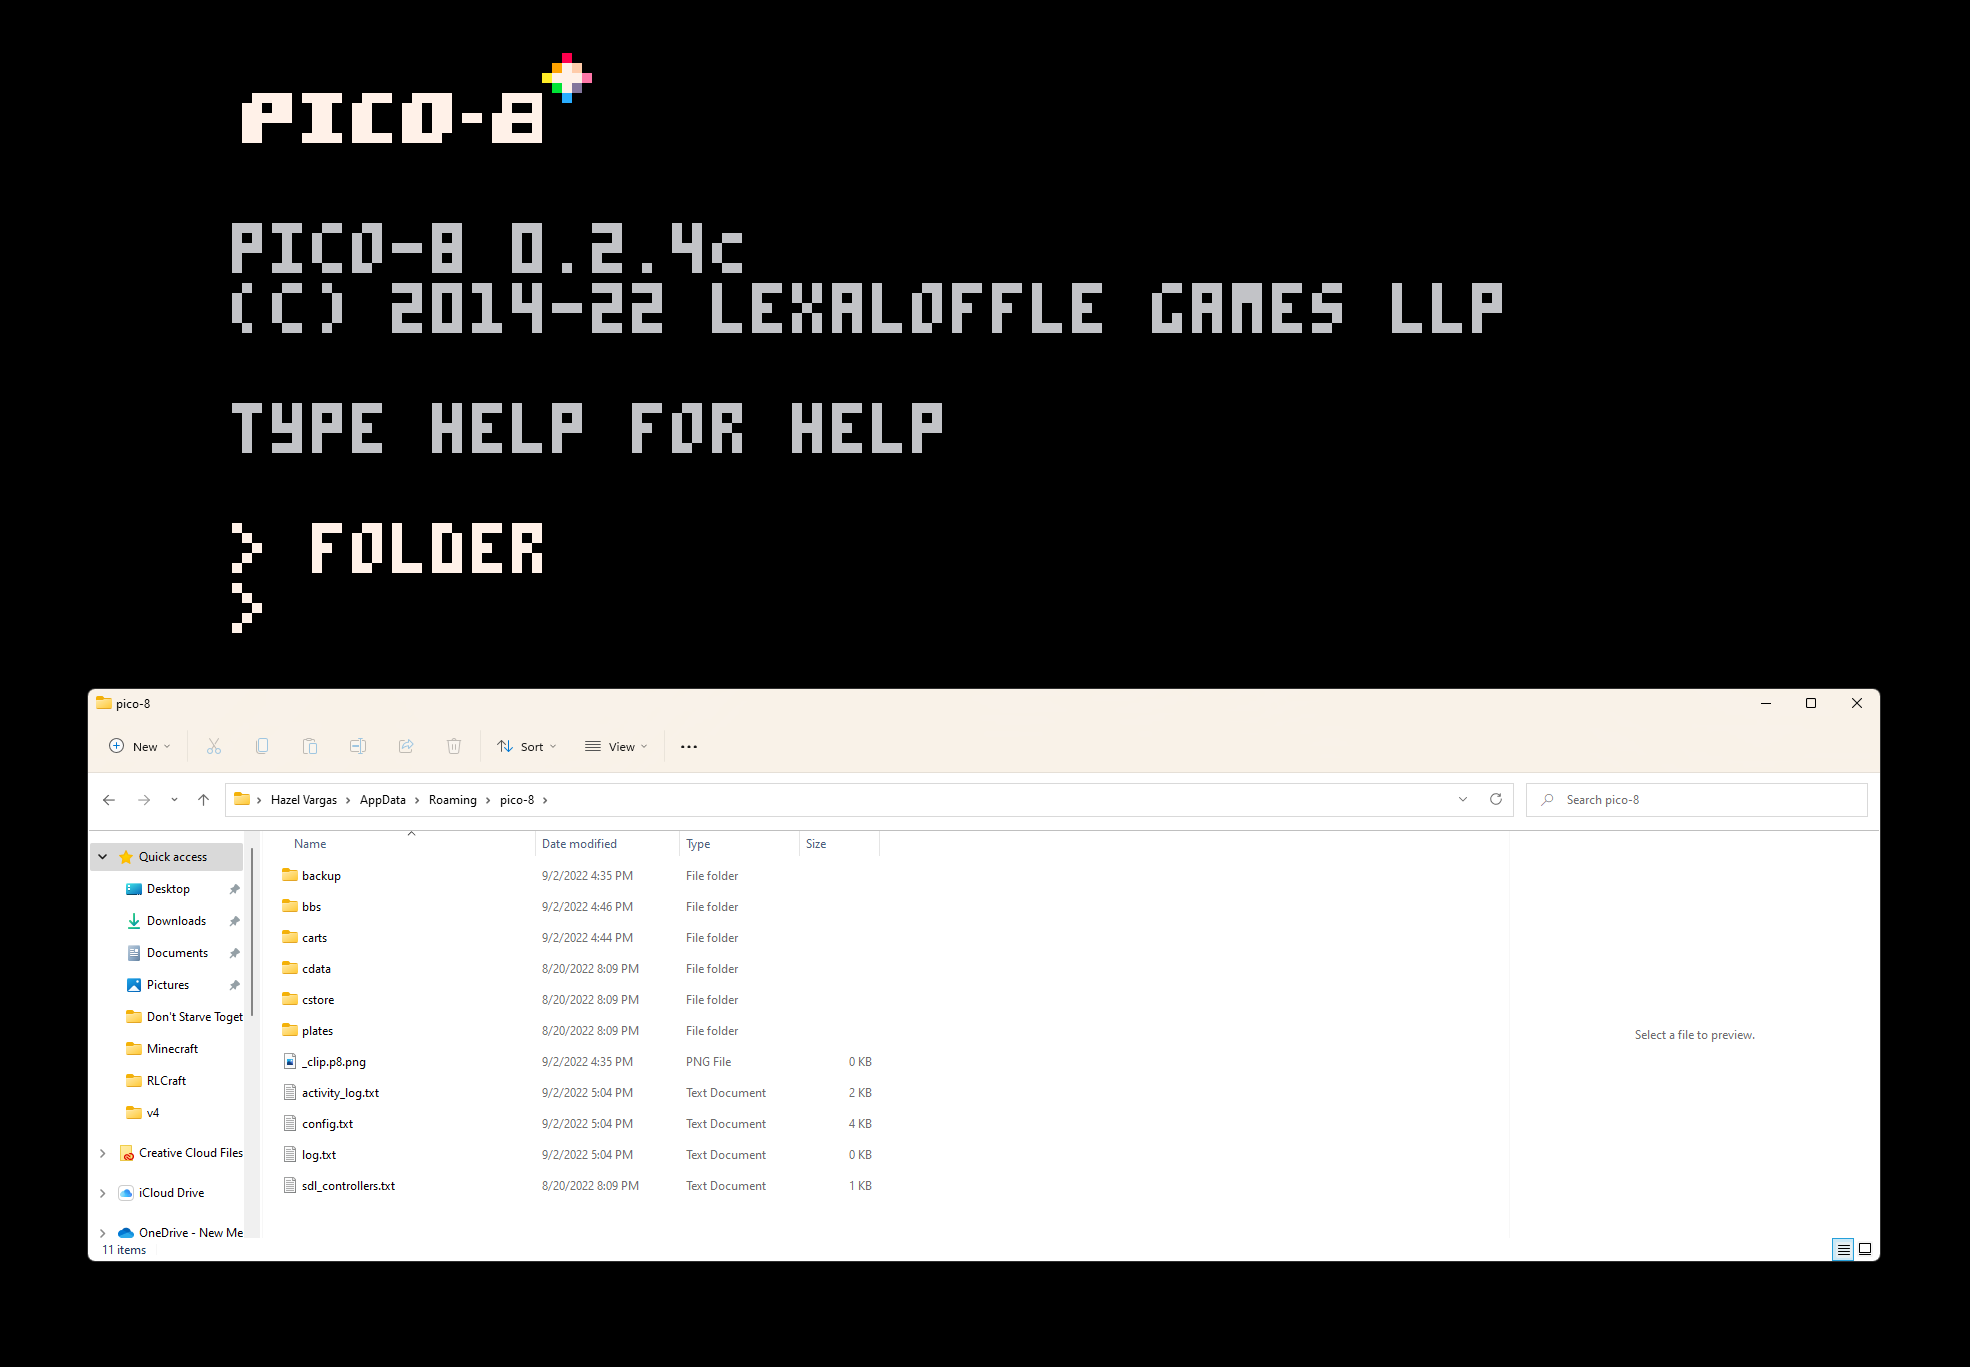 PICO-8
PICO-8 0.2.4c
(C) 2014-22 LEXALOFFLE GAMES LLP
TYPE HELP FOR HELP
> FOLDER
>
pico-8
New Sort View ...
Hazel Vargas > AppData > Roaming > pico-8 > Search pico-8
Name Date modified Type Size
Quick access
Desktop
Downloads
Documents
Pictures
Don't Starve Toget
Minecraft
RLCraft
v4
Creative Cloud Files
iCloud Drive
OneDrive - New Me
backup 9/2/2022 4:35 PM File folder
bbs 9/2/2022 4:46 PM File folder
carts 9/2/2022 4:44 PM File folder
cdata 8/20/2022 8:09 PM File folder
cstore 8/20/2022 8:09 PM File folder
plates 8/20/2022 8:09 PM File folder
_clip.p8.png 9/2/2022 4:35 PM PNG File 0 KB
activity_log.txt 9/2/2022 5:04 PM Text Document 2 KB
config.txt 9/2/2022 5:04 PM Text Document 4 KB
log.txt 9/2/2022 5:04 PM Text Document 0 KB
sdl_controllers.txt 8/20/2022 8:09 PM Text Document 1 KB
Select a file to preview.
11 items